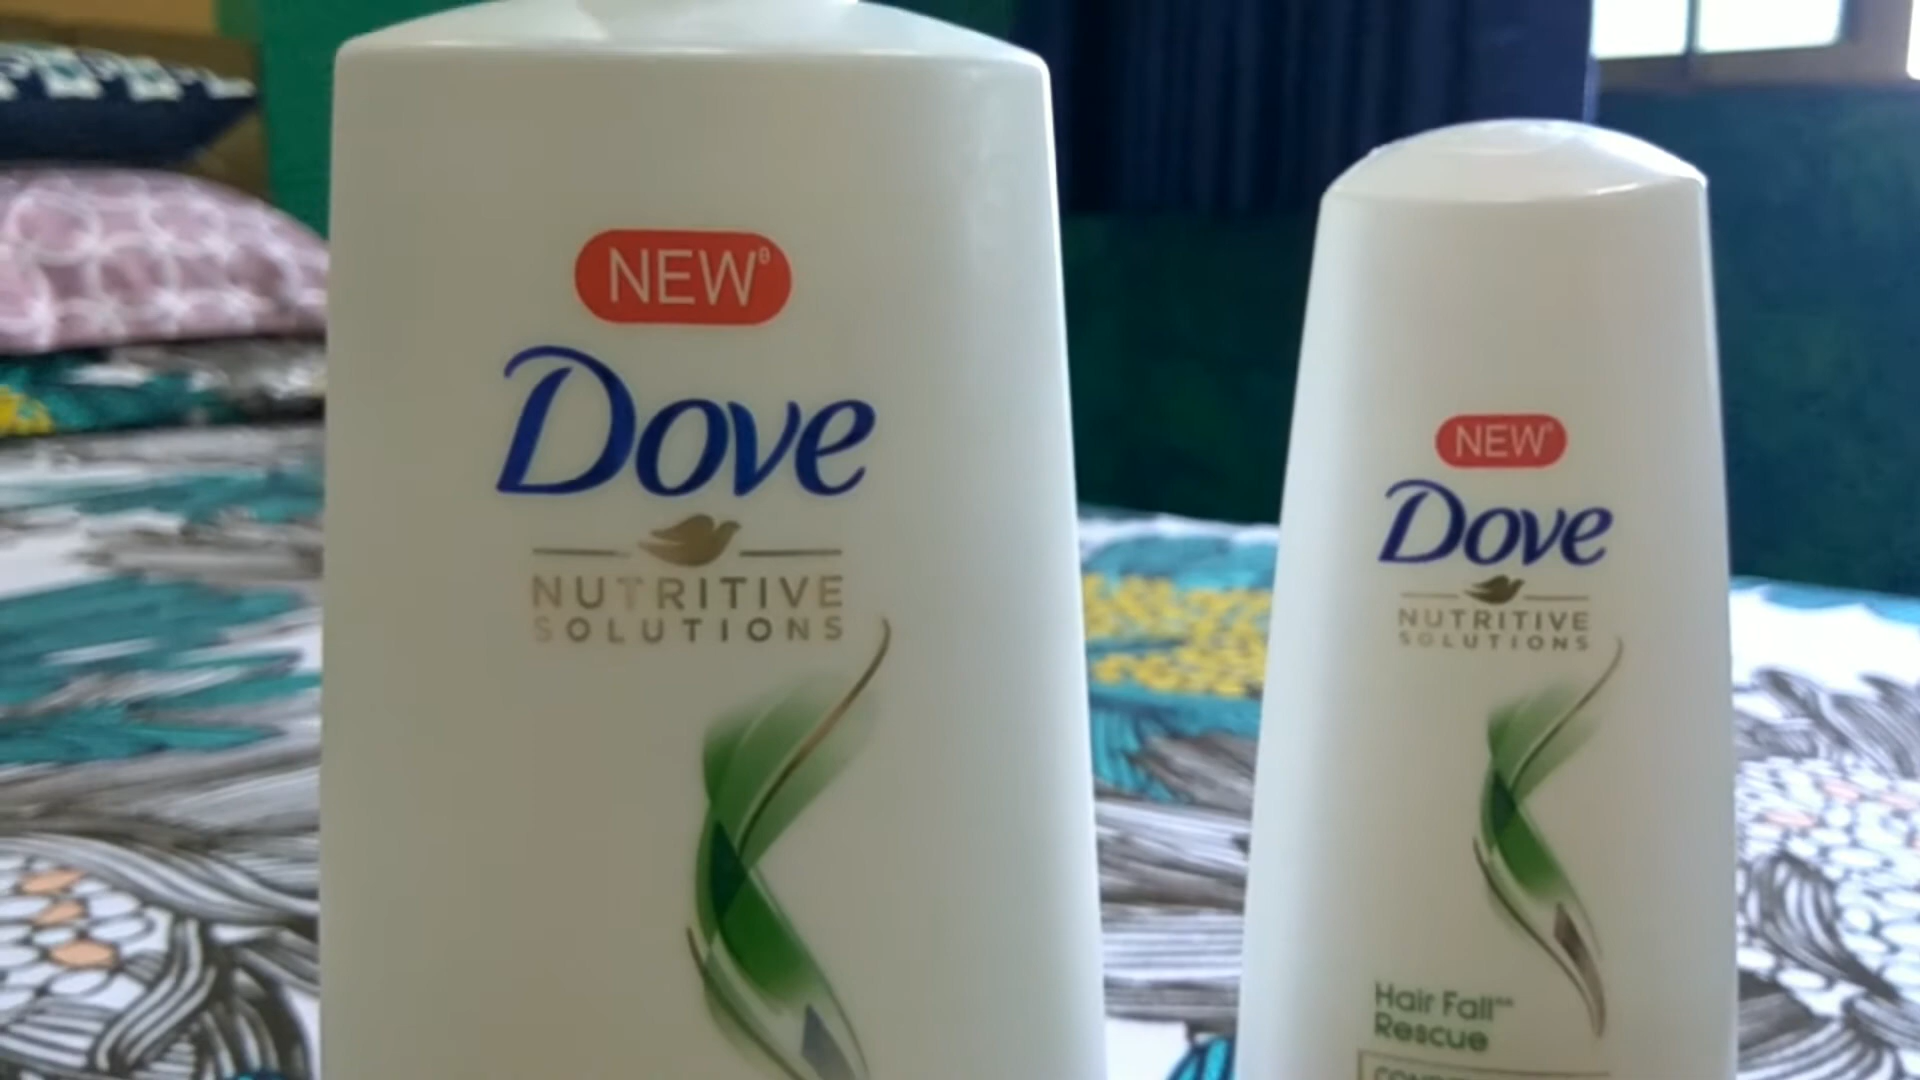 NEW
Dove
NUTRITIVE
SOLUTIONS
NEW
Dove
NUTRITIVE
SOLUTIONS
Hair Fall
Rescue